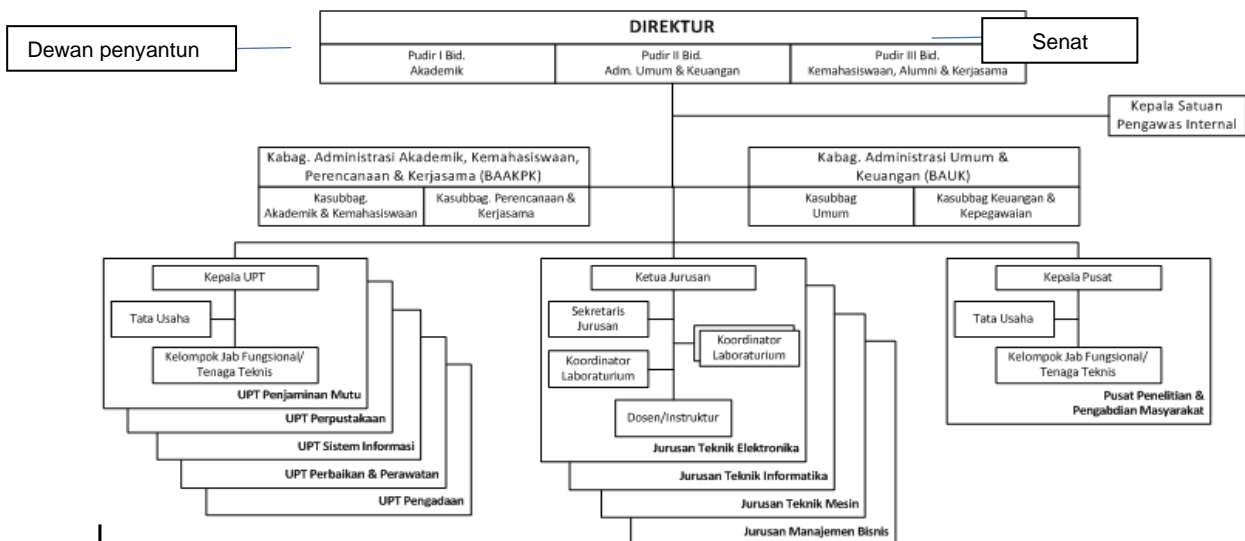 DIREKTUR
Dewan penyantun
Senat
Pudir I Bid.
Akademik
Pudir II Bid.
Adm. Umum & Keuangan
Pudir III Bid.
Kemahasiswaan, Alumni & Kerjasama
Kepala Satuan
Pengawas Internal
Kabag. Administrasi Akademik, Kemahasiswaan,
Perencanaan & Kerjasama (BAAKPK)
Kasubbag.
Akademik & Kemahasiswaan
Kasubbag. Perencanaan &
Kerjasama
Kabag. Administrasi Umum &
Keuangan (BAUK)
Kasubbag
Umum
Kasubbag Keuangan &
Kepegawaian
Kepala UPT
Tata Usaha
Kelompok Jab Fungsional/
Tenaga Teknis
UPT Penjaminan Mutu
UPT Perpustakaan
UPT Sistem Informasi
UPT Perbaikan & Perawatan
UPT Pengadaan
Ketua Jurusan
Sekretaris
Jurusan
Koordinator
Laboraturium
Koordinator
Laboraturium
Dosen/Instruktur
Jurusan Teknik Elektronika
Jurusan Teknik Informatika
Jurusan Teknik Mesin
Jurusan Manajemen Bisnis
Kepala Pusat
Tata Usaha
Kelompok Jab Fungsional/
Tenaga Teknis
Pusat Penelitian &
Pengabdian Masyarakat